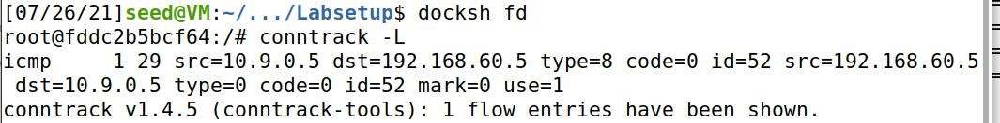 [07/26/21]seed@VM:~/.../Labsetup$ docksh fd
root@fddc2b5bcf64:/# conntrack -L
icmp     1 29 src=10.9.0.5 dst=192.168.60.5 type=8 code=0 id=52 src=192.168.60.5
 dst=10.9.0.5 type=0 code=0 id=52 mark=0 use=1
conntrack v1.4.5 (conntrack-tools): 1 flow entries have been shown.